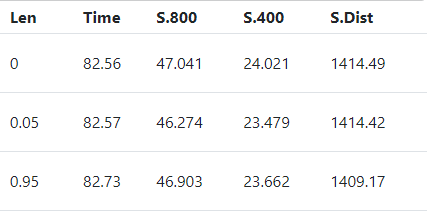 Len Time S.800 S.400 S.Dist
0 82.56 47.041 24.021 1414.49
0.05 82.57 46.274 23.479 1414.42
0.95 82.73 46.903 23.662 1409.17